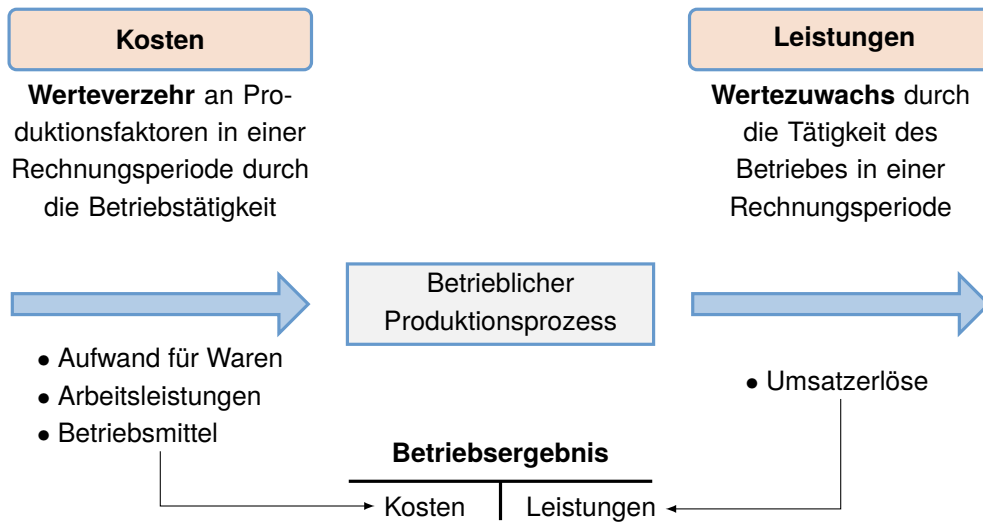 Kosten
Werteverzehr an Pro-
duktionsfaktoren in einer
Rechnungsperiode durch
die Betriebstätigkeit
Leistungen
Wertezuwachs durch
die Tätigkeit des
Betriebes in einer
Rechnungsperiode
Betrieblicher
Produktionsprozess
• Aufwand für Waren
• Arbeitsleistungen
• Betriebsmittel
• Umsatzerlöse
Betriebsergebnis
Kosten Leistungen